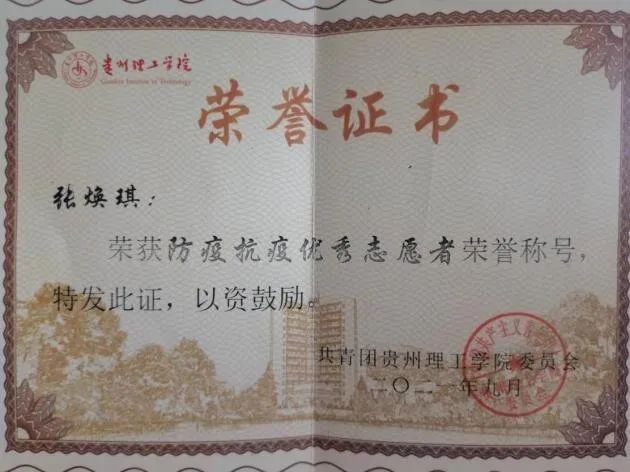 贵州理工学院
Guizhou Institute of Technology
荣誉证书
张焕琪：
荣获防疫抗疫优秀志愿者荣誉称号，
特发此证，以资鼓励。
共青团贵州理工学院委员会
二〇二一年九月